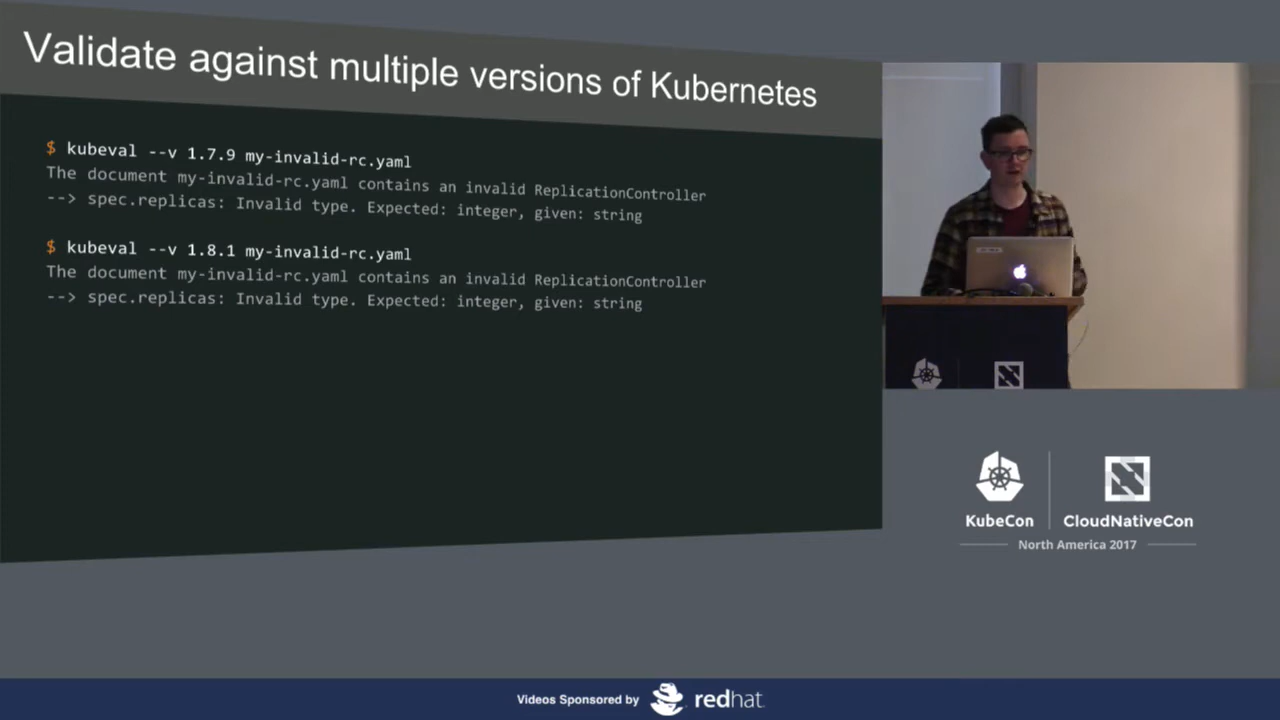 Validate against multiple versions of Kubernetes
$ kubeval --v 1.7.9 my-invalid-rc.yaml
The document my-invalid-rc.yaml contains an invalid ReplicationController
--> spec.replicas: Invalid type. Expected: integer, given: string
$ kubeval --v 1.8.1 my-invalid-rc.yaml
The document my-invalid-rc.yaml contains an invalid ReplicationController
--> spec.replicas: Invalid type. Expected: integer, given: string
KubeCon
CloudNativeCon
North America 2017
Videos Sponsored by
redhat